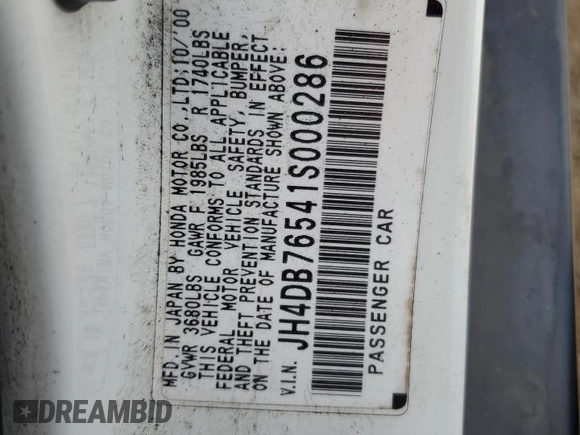 MFD. IN JAPAN BY HONDA MOTOR CO., LTD; 10/'00
GVWR 3680LBS GAWR F 1985LBS R 1740LBS
THIS VEHICLE CONFORMS TO ALL APPLICABLE
FEDERAL MOTOR VEHICLE SAFETY, BUMPER,
AND THEFT PREVENTION STANDARDS IN EFFECT
ON THE DATE OF MANUFACTURE SHOWN ABOVE:
V.I.N. JH4DB76541S000286
PASSENGER CAR
DREAMBID